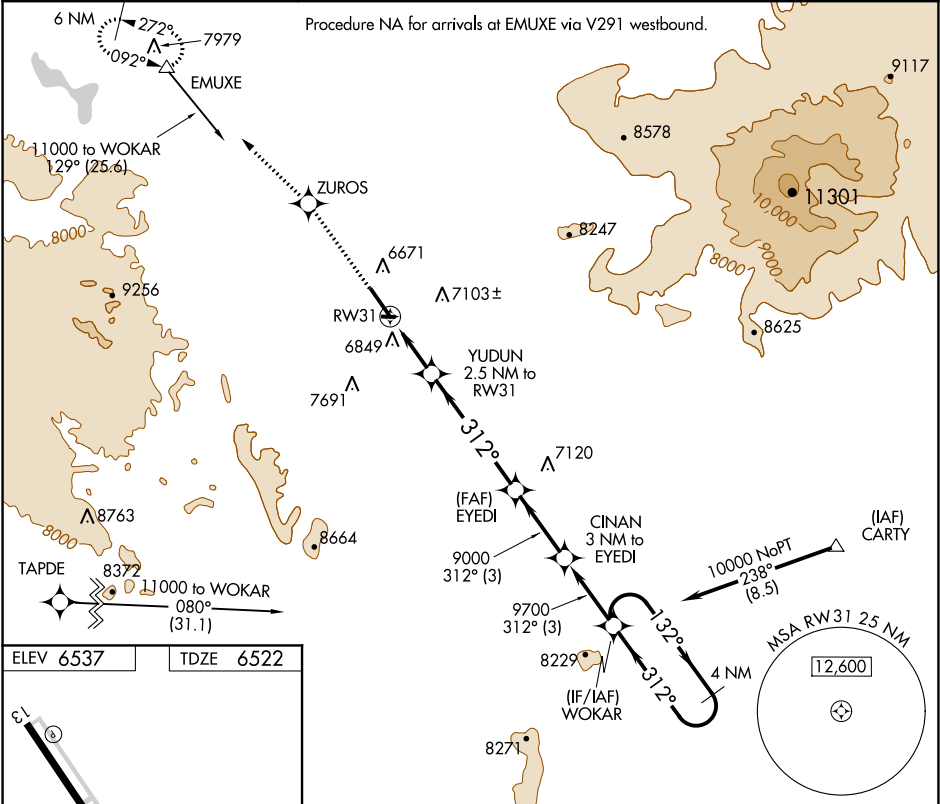 Procedure NA for arrivals at EMUXE via V291 westbound.
6 NM
272°
7979
092°
EMUXE
9117
8578
11000 to WOKAR
129° (25.6)
ZUROS
11301
10,000
9000
8000
8247
8000
6671
9256
7103±
RW31
8625
6849
YUDUN
2.5 NM to
RW31
7691
312°
7120
(FAF)
EYEDI
8763
8000
8664
CINAN
3 NM to
EYEDI
(IAF)
CARTY
9000
312° (3)
10000 NoPT
238°
(8.5)
TAPDE
8372
11000 to WOKAR
080°
(31.1)
9700
312° (3)
132°
MSA RW31 25 NM
12,600
ELEV 6537
TDZE 6522
8229
312°
4 NM
(IF/IAF)
WOKAR
13
P
8271